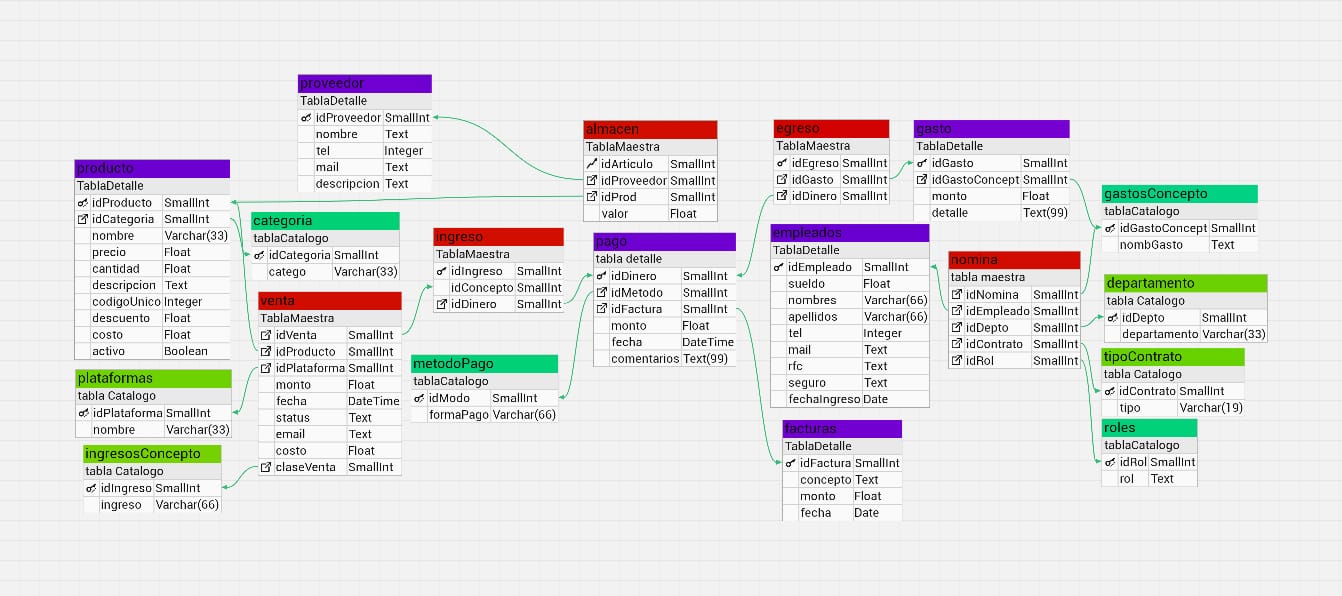 proveedor
TablaDetalle
idProveedor SmallInt
nombre Text
tel Integer
mail Text
descripcion Text
almacen
TablaMaestra
idArticulo SmallInt
idProveedor SmallInt
idProd SmallInt
valor Float
egreso
TablaMaestra
idEgreso SmallInt
idGasto SmallInt
idDinero SmallInt
gasto
TablaDetalle
idGasto SmallInt
idGastoConcept SmallInt
monto Float
detalle Text(99)
producto
TablaDetalle
idProducto SmallInt
idCategoria SmallInt
nombre Varchar(33)
precio Float
cantidad Float
descripcion Text
codigoUnico Integer
descuento Float
costo Float
activo Boolean
categoria
tablaCatalogo
idCategoria SmallInt
catego Varchar(33)
ingreso
TablaMaestra
idIngreso SmallInt
idConcepto SmallInt
idDinero SmallInt
pago
tabla detalle
idDinero SmallInt
idMetodo SmallInt
idFactura SmallInt
monto Float
fecha DateTime
comentarios Text(99)
empleados
TablaDetalle
idEmpleado SmallInt
sueldo Float
nombres Varchar(66)
apellidos Varchar(66)
tel Integer
mail Text
rfc Text
seguro Text
fechaIngreso Date
nomina
tabla maestra
idNomina SmallInt
idEmpleado SmallInt
idDepto SmallInt
idContrato SmallInt
idRol SmallInt
gastosConcepto
tablaCatalogo
idGastoConcept SmallInt
nombGasto Text
departamento
tabla Catalogo
idDepto SmallInt
departamento Varchar(33)
venta
TablaMaestra
idVenta SmallInt
idProducto SmallInt
idPlataforma SmallInt
monto Float
fecha DateTime
status Text
email Text
costo Float
claseVenta SmallInt
metodoPago
tablaCatalogo
idModo SmallInt
formaPago Varchar(66)
tipoContrato
tabla Catalogo
idContrato SmallInt
tipo Varchar(19)
plataformas
tabla Catalogo
idPlataforma SmallInt
nombre Varchar(33)
facturas
TablaDetalle
idFactura SmallInt
concepto Text
monto Float
fecha Date
roles
tablaCatalogo
idRol SmallInt
rol Text
ingresosConcepto
tabla Catalogo
idIngreso SmallInt
ingreso Varchar(66)